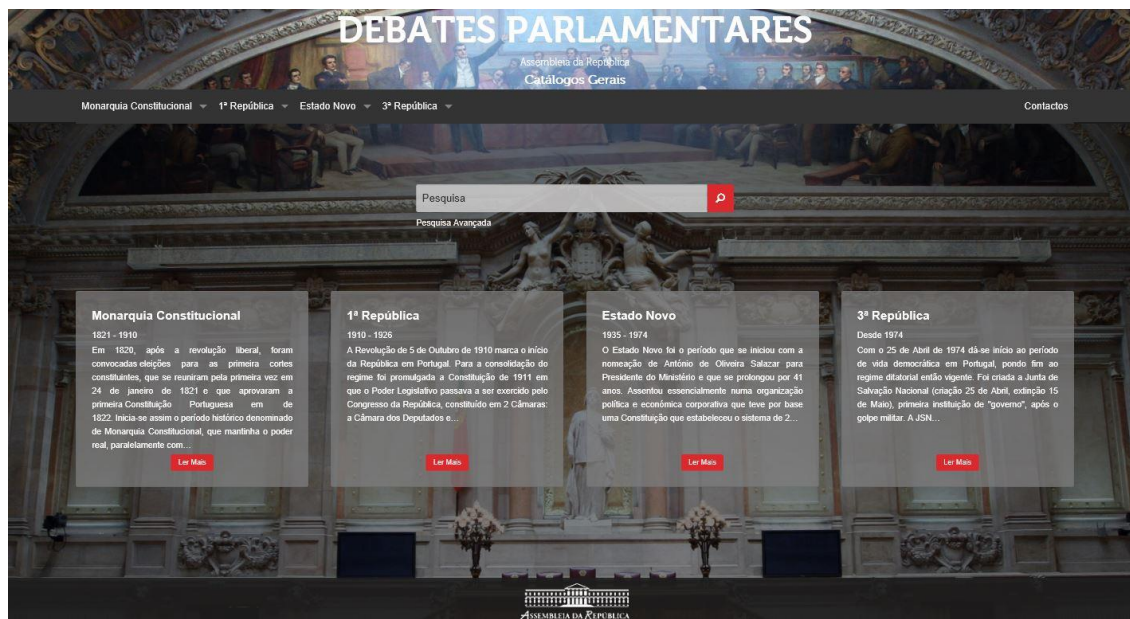 DEBATES PARLAMENTARES
Assembleia da República
Catálogos Gerais
Monarquia Constitucional 1ª República Estado Novo 3ª República Contactos
Pesquisa
Pesquisa Avançada
Monarquia Constitucional
1821 - 1910
Em 1820, após a revolução liberal, foram
convocadas eleições para as primeira cortes
constituintes, que se reuniram pela primeira vez em
24 de janeiro de 1821 e que aprovaram a
primeira Constituição Portuguesa em de
1822. Inicia-se assim o período histórico denominado
de Monarquia Constitucional, que mantinha o poder
real, paralelamente com...
Ler Mais
1ª República
1910 - 1926
A Revolução de 5 de Outubro de 1910 marca o início
da República em Portugal. Para a consolidação do
regime foi promulgada a Constituição de 1911 em
que o Poder Legislativo passava a ser exercido pelo
Congresso da República, constituído em 2 Câmaras:
a Câmara dos Deputados e...
Ler Mais
Estado Novo
1935 - 1974
O Estado Novo foi o período que se iniciou com a
nomeação de António de Oliveira Salazar para
Presidente do Ministério e que se prolongou por 41
anos. Assentou essencialmente numa organização
política e económica corporativa que teve por base
uma Constituição que estabeleceu o sistema de 2...
Ler Mais
3ª República
Desde 1974
Com o 25 de Abril de 1974 dá-se início ao período
de vida democrática em Portugal, pondo fim ao
regime ditatorial então vigente. Foi criada a Junta de
Salvação Nacional (criação 25 de Abril, extinção 15
de Maio), primeira instituição de "governo", após o
golpe militar. A JSN...
Ler Mais
ASSEMBLEIA DA REPÚBLICA